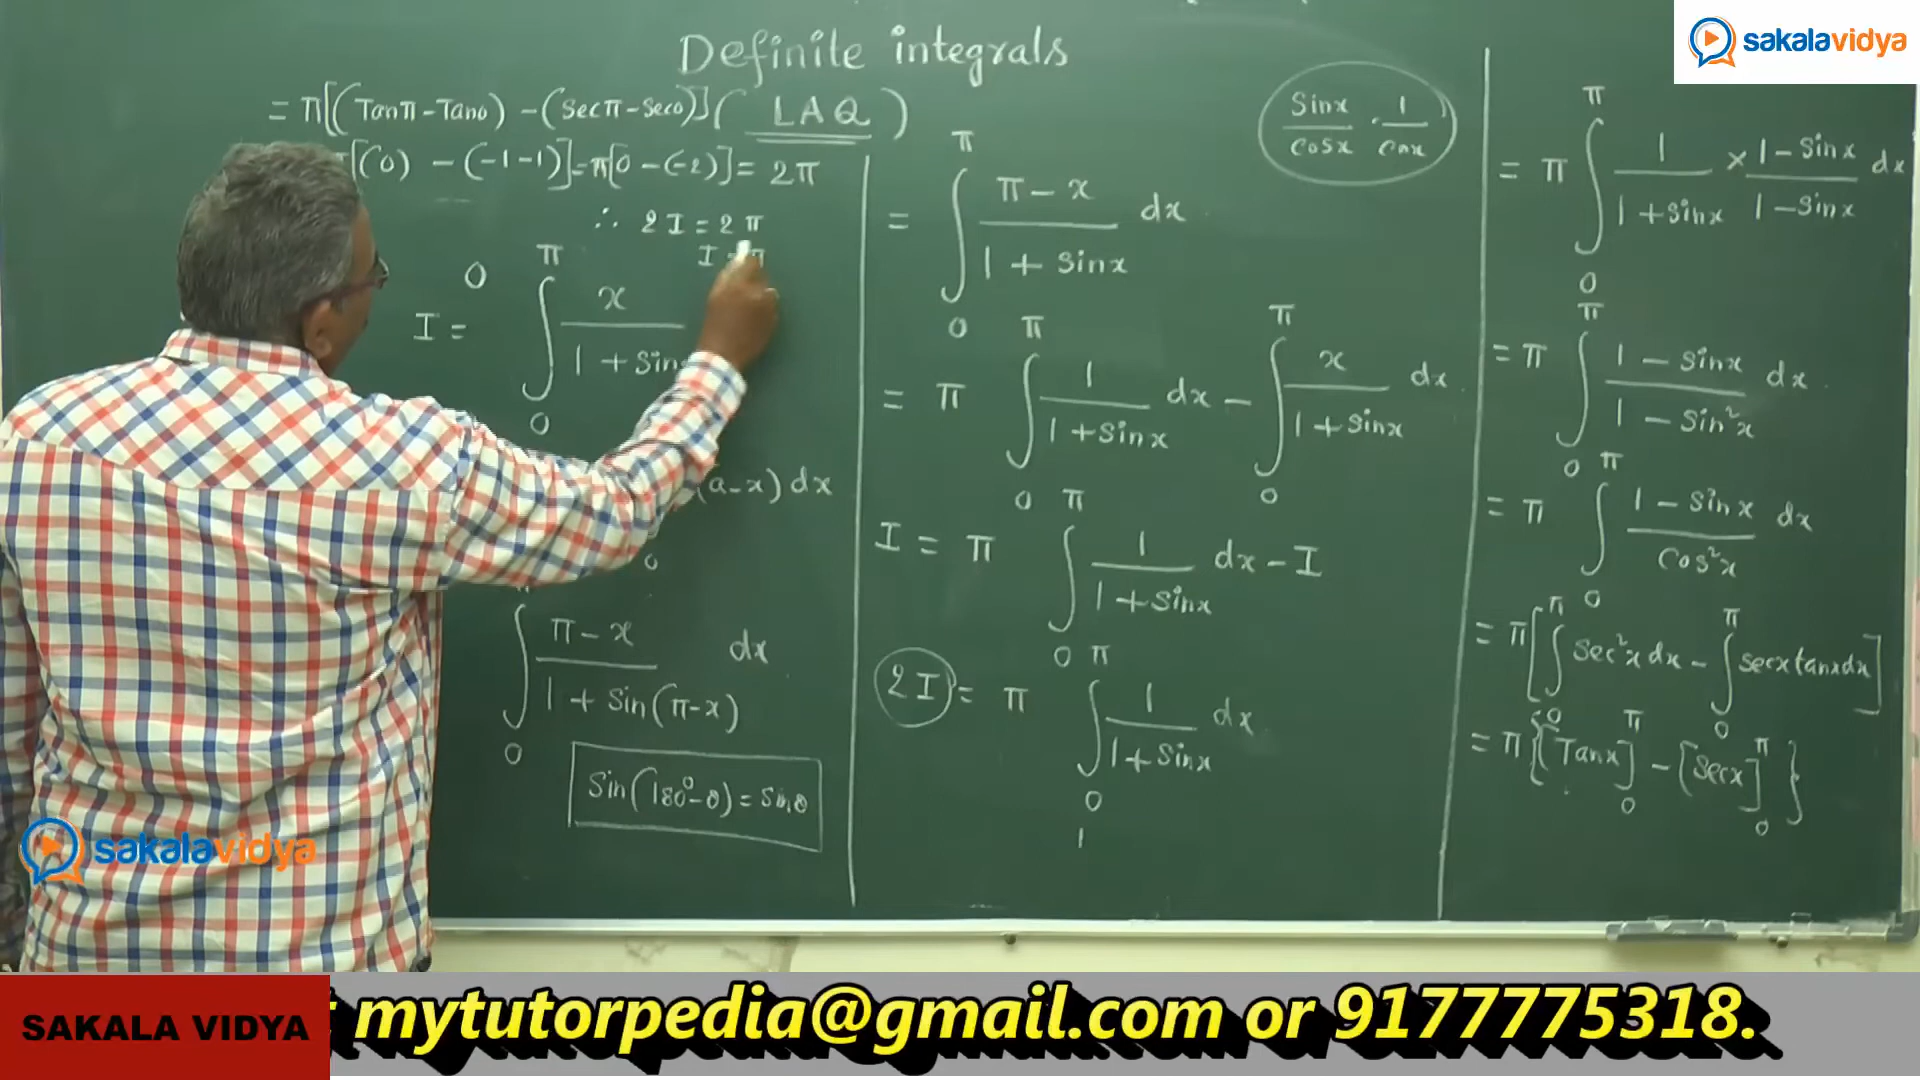 Definite integrals
= π[(Tanπ - Tan0) - (Secπ - Sec0)] ( LAQ )
[(0) - (-1-1)] = π[0 - (-2)] = 2π
∴ 2I = 2π
I = π
0
I = ∫₀^π x / 1 + Sin
(a-x) dx
0
∫₀^π π - x / 1 + Sin(π-x) dx
Sin(180°-θ) = Sinθ
= ∫₀^π π - x / 1 + Sinx dx
= π ∫₀^π 1 / 1 + Sinx dx - ∫₀^π x / 1 + Sinx dx
I = π ∫₀^π 1 / 1 + Sinx dx - I
2I = π ∫₀^π 1 / 1 + Sinx dx
1
Sinx / Cosx · 1 / Cosx
= π ∫₀^π 1 / 1 + Sinx × 1 - Sinx / 1 - Sinx dx
= π ∫₀^π 1 - Sinx / 1 - Sin²x dx
= π ∫₀^π 1 - Sinx / Cos²x dx
= π [∫₀^π Sec²x dx - ∫₀^π Secx tanx dx]
= π {[Tanx]₀^π - [Secx]₀^π}
sakalavidya
sakalavidya
SAKALA VIDYA
mytutorpedia@gmail.com or 9177775318.